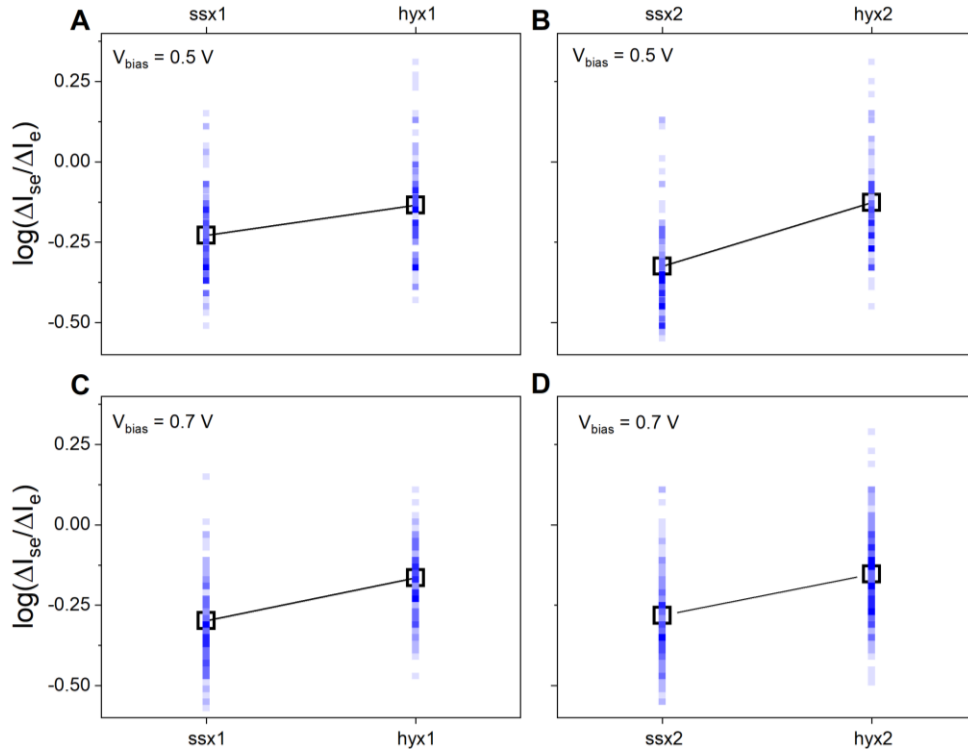 ssx1 hyx1 ssx2 hyx2
A B
V_bias = 0.5 V V_bias = 0.5 V
0.25
0.00
-0.25
-0.50
log(ΔI_se/ΔI_e)
C D
V_bias = 0.7 V V_bias = 0.7 V
0.25
0.00
-0.25
-0.50
log(ΔI_se/ΔI_e)
ssx1 hyx1 ssx2 hyx2